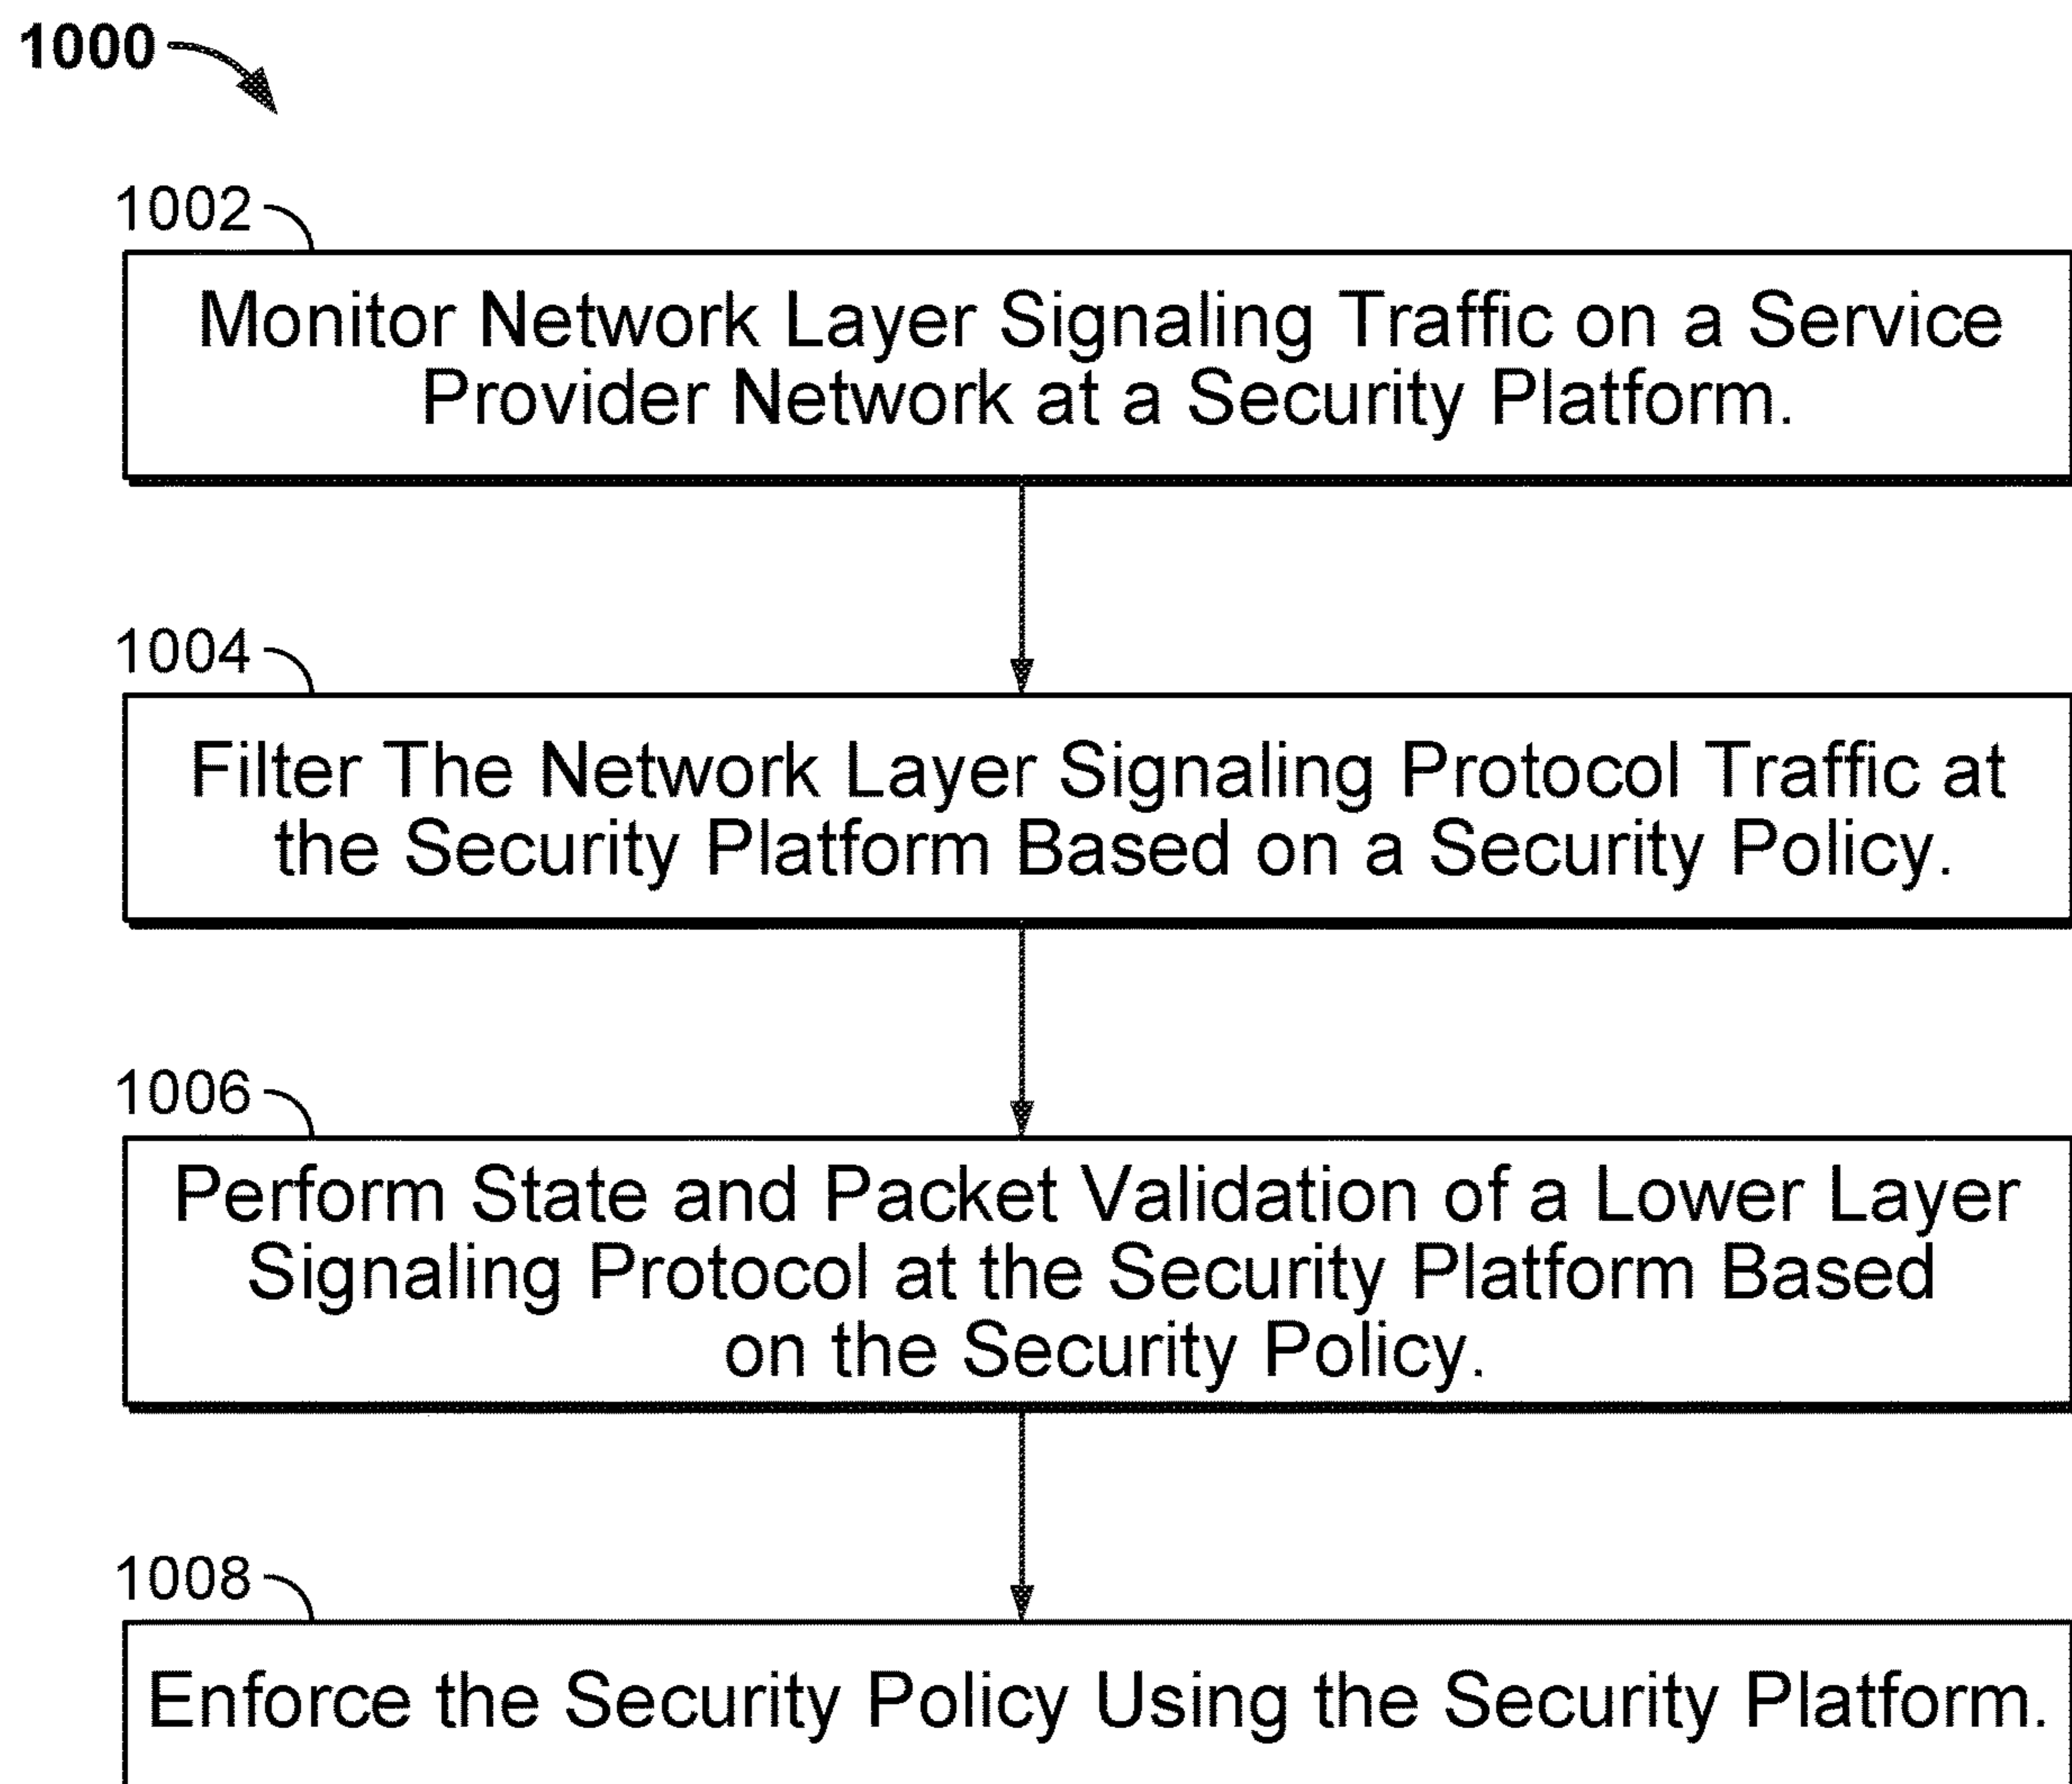 1000
1002
Monitor Network Layer Signaling Traffic on a Service
Provider Network at a Security Platform.
1004
Filter The Network Layer Signaling Protocol Traffic at
the Security Platform Based on a Security Policy.
1006
Perform State and Packet Validation of a Lower Layer
Signaling Protocol at the Security Platform Based
on the Security Policy.
1008
Enforce the Security Policy Using the Security Platform.